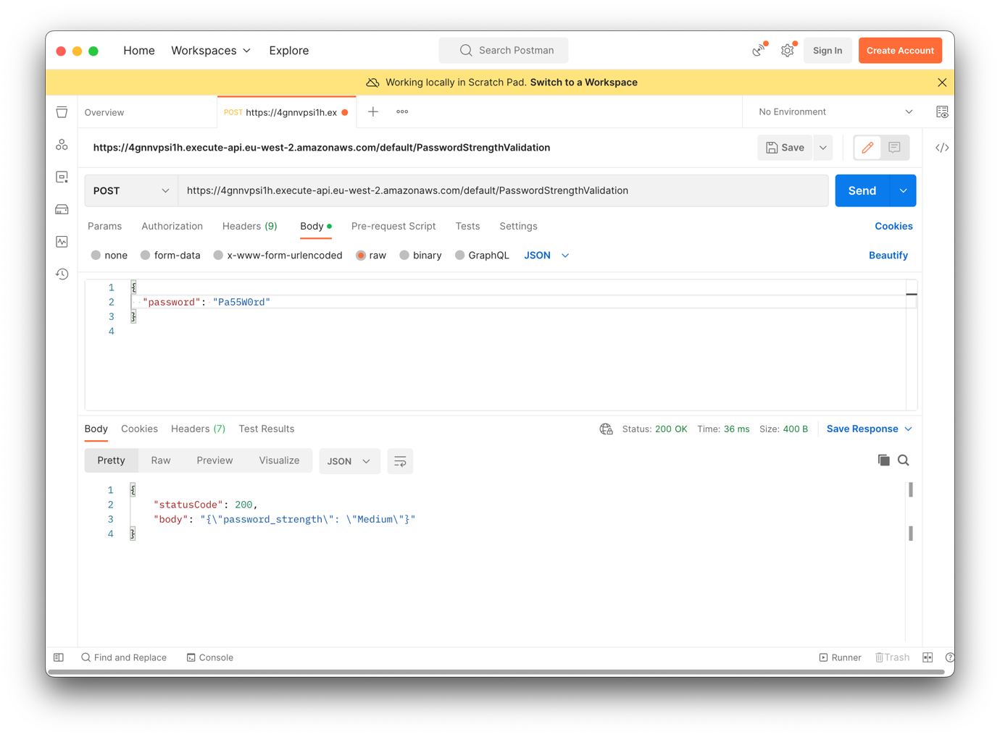 Home Workspaces Explore Search Postman Sign In Create Account
Working locally in Scratch Pad. Switch to a Workspace
Overview POST https://4gnnvpsi1h.ex No Environment
https://4gnnvpsi1h.execute-api.eu-west-2.amazonaws.com/default/PasswordStrengthValidation Save
POST https://4gnnvpsi1h.execute-api.eu-west-2.amazonaws.com/default/PasswordStrengthValidation Send
Params Authorization Headers (9) Body Pre-request Script Tests Settings Cookies
none form-data x-www-form-urlencoded raw binary GraphQL JSON Beautify
1 {
2 "password": "Pa55W0rd"
3 }
4
Body Cookies Headers (7) Test Results Status: 200 OK Time: 36 ms Size: 400 B Save Response
Pretty Raw Preview Visualize JSON
1 {
2 "statusCode": 200,
3 "body": "{\"password_strength\": \"Medium\"}"
4 }
Find and Replace Console Runner Trash